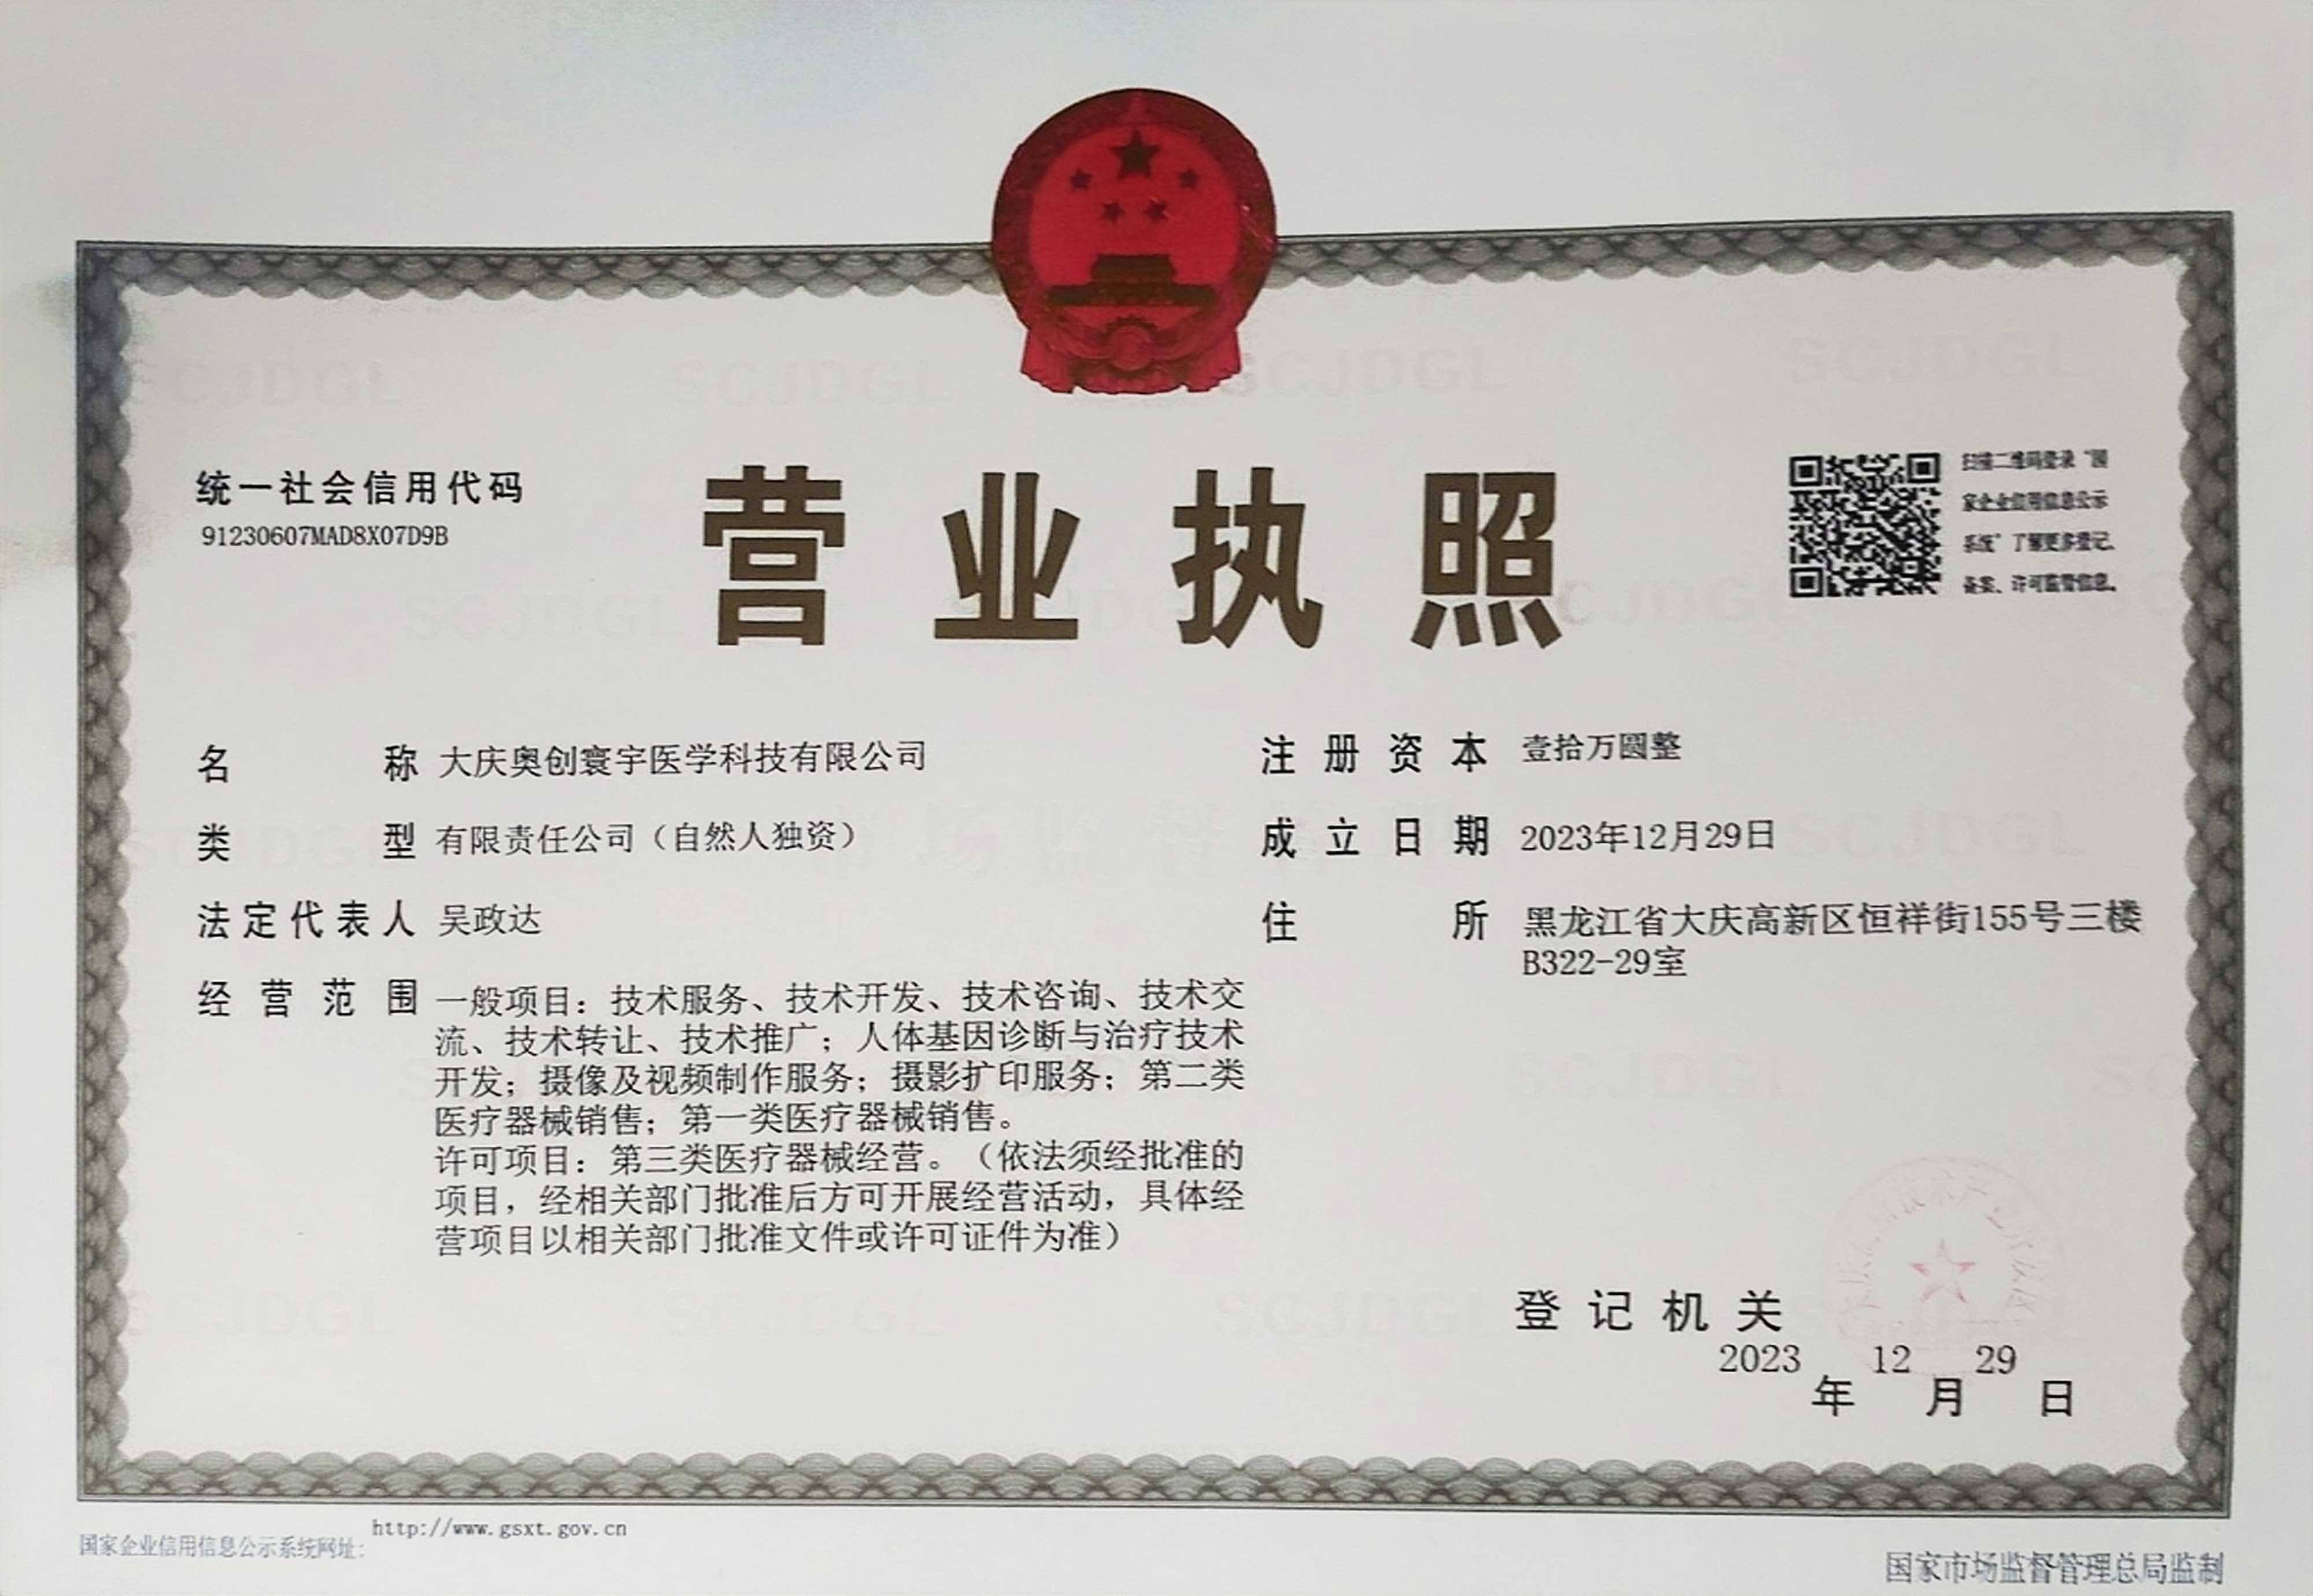 统一社会信用代码
91230607MAD8X07D9B
营业执照
扫描二维码登录“国
家企业信用信息公示
系统”了解更多登记、
备案、许可监管信息。
名称 大庆奥创寰宇医学科技有限公司
类型 有限责任公司（自然人独资）
法定代表人 吴政达
经营范围 一般项目：技术服务、技术开发、技术咨询、技术交
流、技术转让、技术推广；人体基因诊断与治疗技术
开发；摄像及视频制作服务；摄影扩印服务；第二类
医疗器械销售；第一类医疗器械销售。
许可项目：第三类医疗器械经营。（依法须经批准的
项目，经相关部门批准后方可开展经营活动，具体经
营项目以相关部门批准文件或许可证件为准）
注册资本 壹拾万圆整
成立日期 2023年12月29日
住所 黑龙江省大庆高新区恒祥街155号三楼
B322-29室
登记机关
2023年12月29日
国家企业信用信息公示系统网址：http://www.gsxt.gov.cn
国家市场监督管理总局监制
SCJDGL